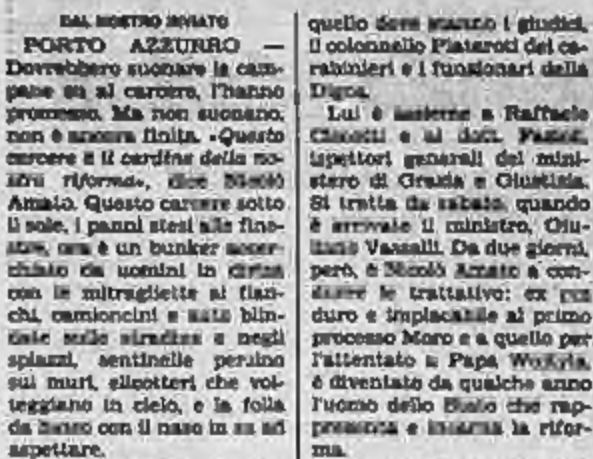 DAL NOSTRO INVIATO
PORTO AZZURRO —
Dovrebbero suonare le cam-
pane su al carcere, l'hanno
promesso. Ma non suonano,
non è ancora finita. «Questo
carcere è il cardine della no-
stra riforma», dice Nicolò
Amato. Questo carcere sotto
il sole, i panni stesi alle fine-
stre, ora è un bunker accer-
chiato da uomini in divisa
con le mitragliette ai fian-
chi, camioncini e auto blin-
date sulle stradine e negli
spiazzi, sentinelle persino
sui muri, elicotteri che vol-
teggiano in cielo, e la folla
da basso con il naso in su ad
aspettare.
quello dove stanno i giudici,
il colonnello dei ca-
rabinieri e i funzionari della
Digos.
Lui è assieme a Raffaele
e al dott.
ispettori generali del mini-
stero di Grazia e Giustizia.
Si tratta da sabato, quando
è arrivato il ministro, Giu-
liano Vassalli. Da due giorni,
però, è Nicolò Amato a con-
durre le trattative: ex pm
duro e implacabile al primo
processo Moro e a quello per
l'attentato a Papa Wojtyla,
è diventato da qualche anno
l'uomo dello Stato che rap-
presenta e incarna la rifor-
ma.